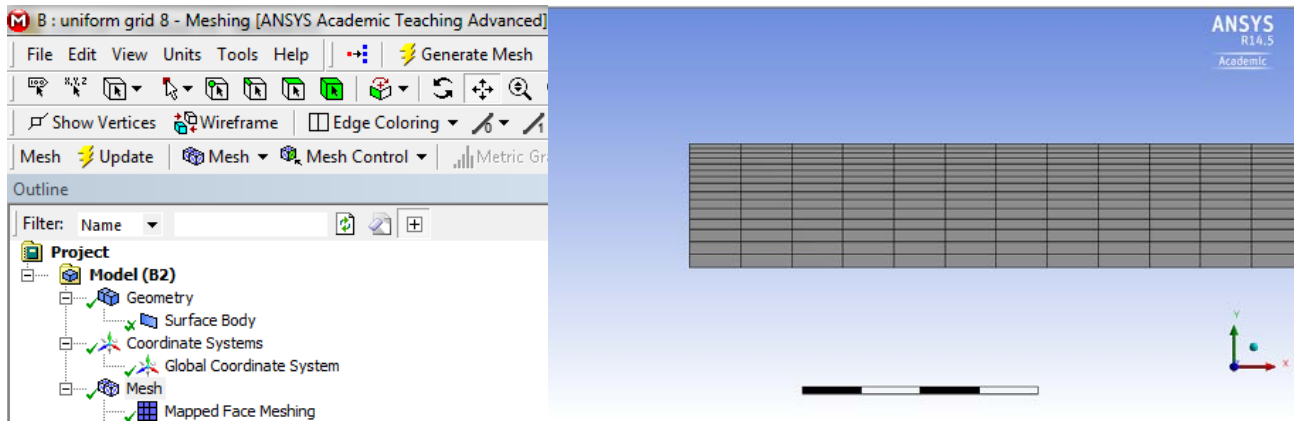 B : uniform grid 8 - Meshing [ANSYS Academic Teaching Advanced]
File Edit View Units Tools Help Generate Mesh
Show Vertices Wireframe Edge Coloring
Mesh Update Mesh Mesh Control Metric Gr
Outline
Filter: Name
Project
Model (B2)
Geometry
Surface Body
Coordinate Systems
Global Coordinate System
Mesh
Mapped Face Meshing
ANSYS
R14.5
Academic
Y
X